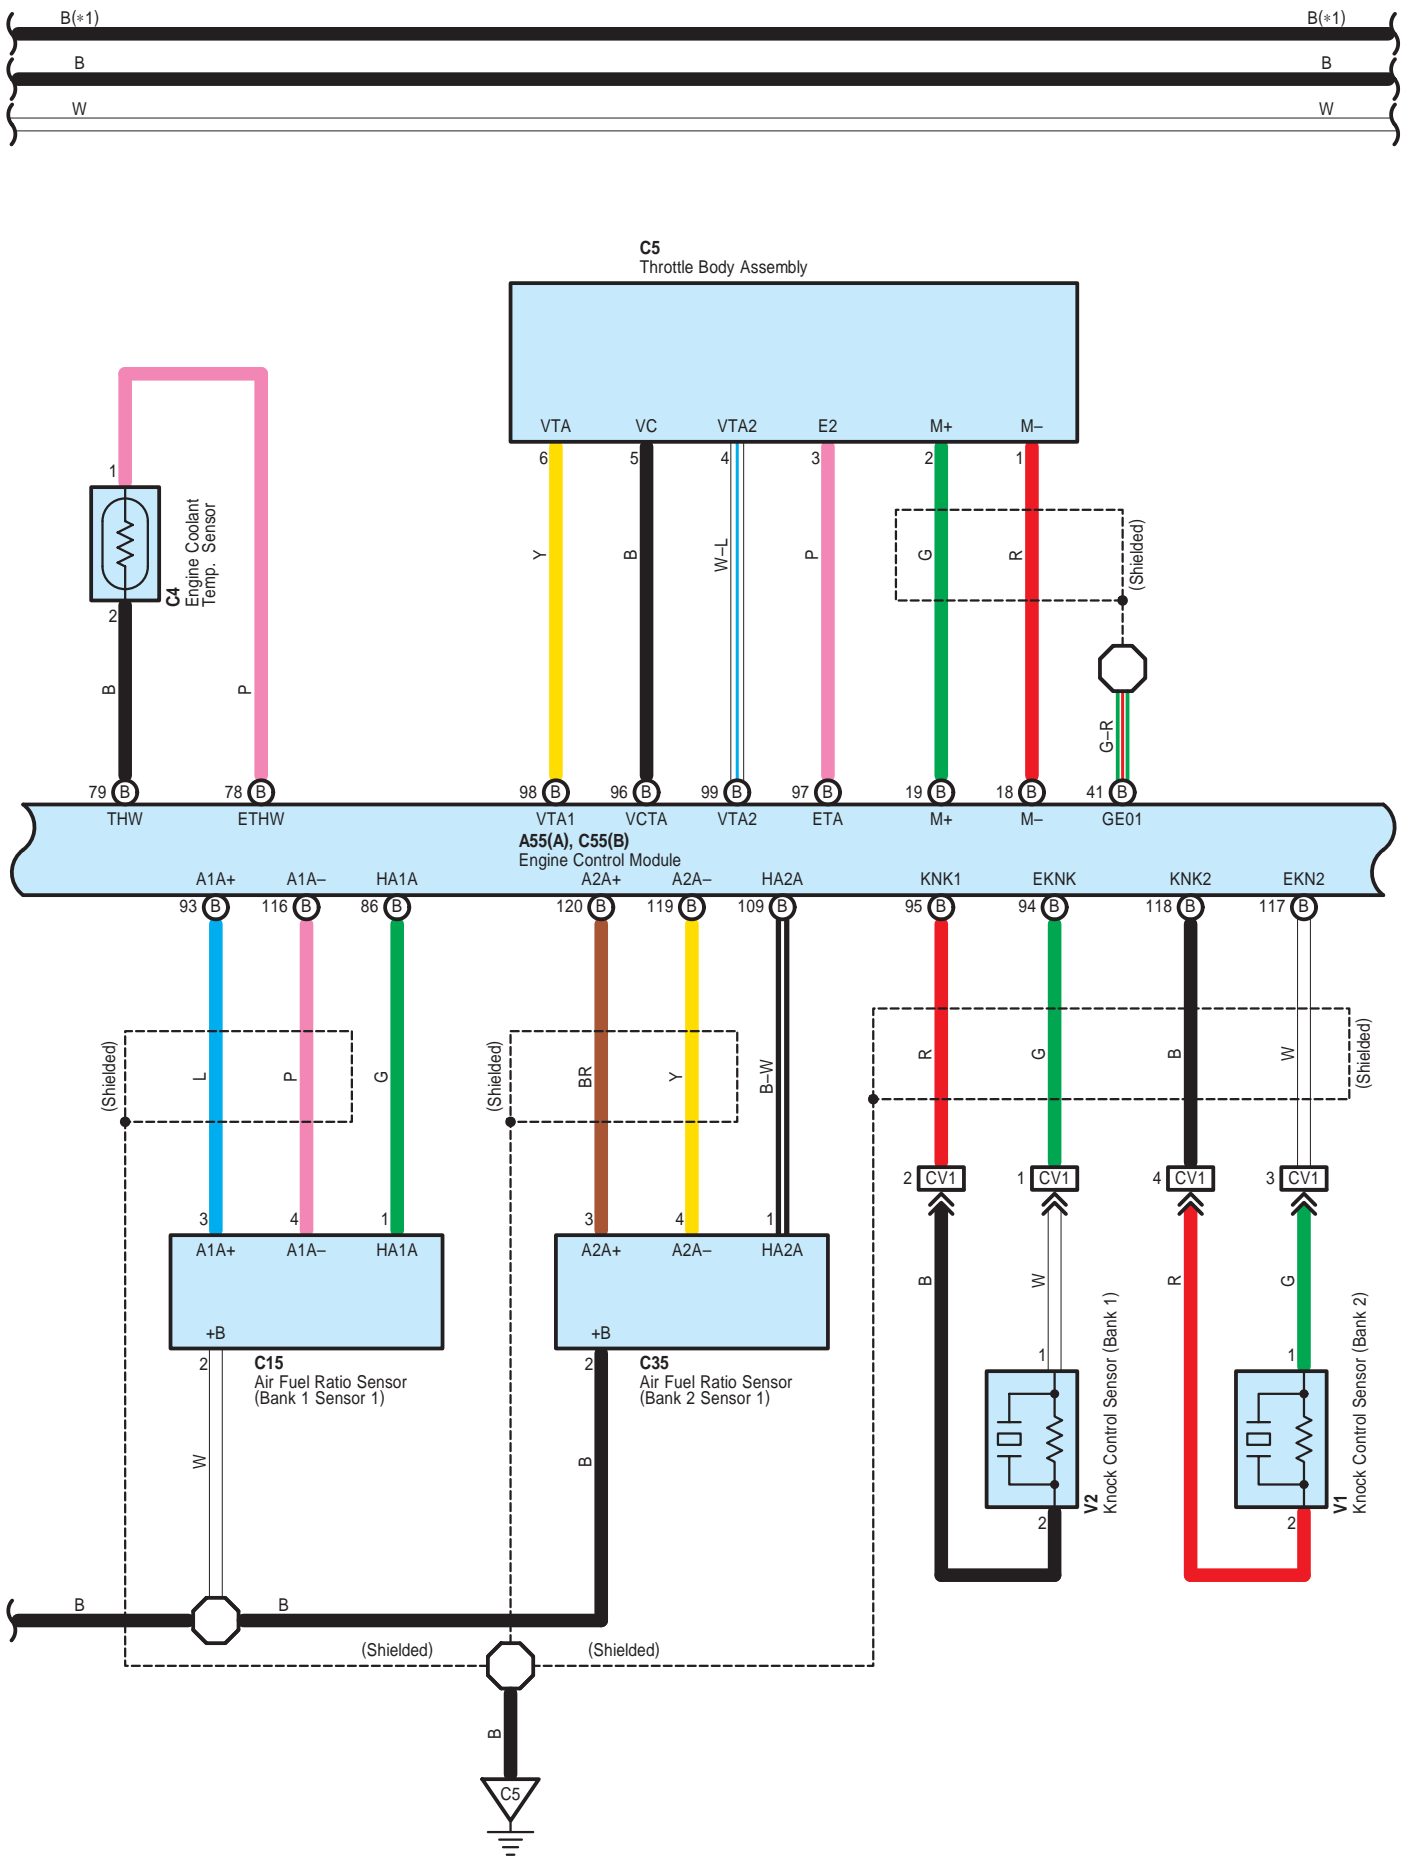 B(*1) B(*1)
B B
W W
C5
Throttle Body Assembly
VTA VC VTA2 E2 M+ M–
6 5 4 3 2 1
1
C4
Engine Coolant
Temp. Sensor
2
B P
Y B W–L P G R (Shielded)
G–R
79 B 78 B 98 B 96 B 99 B 97 B 19 B 18 B 41 B
THW ETHW VTA1 VCTA VTA2 ETA M+ M– GE01
A55(A), C55(B)
Engine Control Module
A1A+ A1A– HA1A A2A+ A2A– HA2A KNK1 EKNK KNK2 EKN2
93 B 116 B 86 B 120 B 119 B 109 B 95 B 94 B 118 B 117 B
(Shielded) L P G (Shielded) BR Y B–W R G B W (Shielded)
2 CV1 1 CV1 4 CV1 3 CV1
3 4 1 3 4 1
A1A+ A1A– HA1A A2A+ A2A– HA2A
B W R G
+B +B
2 2
C15
Air Fuel Ratio Sensor
(Bank 1 Sensor 1)
C35
Air Fuel Ratio Sensor
(Bank 2 Sensor 1)
1 1
V2
Knock Control Sensor (Bank 1)
V1
Knock Control Sensor (Bank 2)
2 2
W B
B B
(Shielded) (Shielded)
B
C5